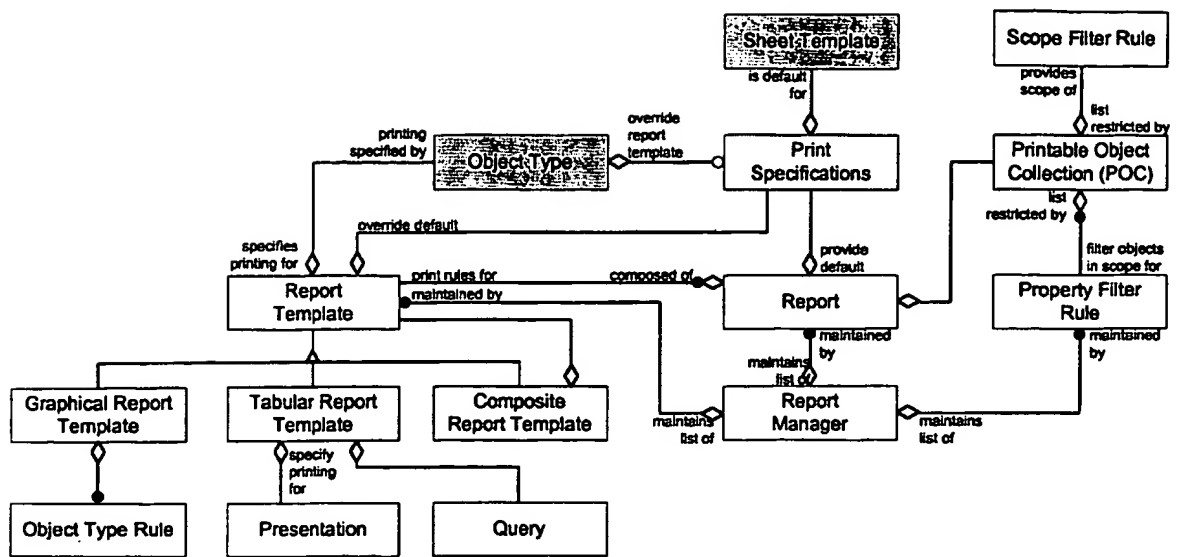 Sheet Template
Scope Filter Rule
is default
for
provides
scope of
list
restricted by
printing
specified by
override
report
template
Object Type
Print
Specifications
Printable Object
Collection (POC)
list
restricted by
override default
specifies
printing for
provide
default
filter objects
in scope for
print rules for
composed of
maintained by
Report
Template
Report
Property Filter
Rule
maintained
by
maintained
by
maintains
list of
Graphical Report
Template
Tabular Report
Template
Composite
Report Template
Report
Manager
maintains
list of
maintains
list of
specify
printing
for
Object Type Rule
Presentation
Query